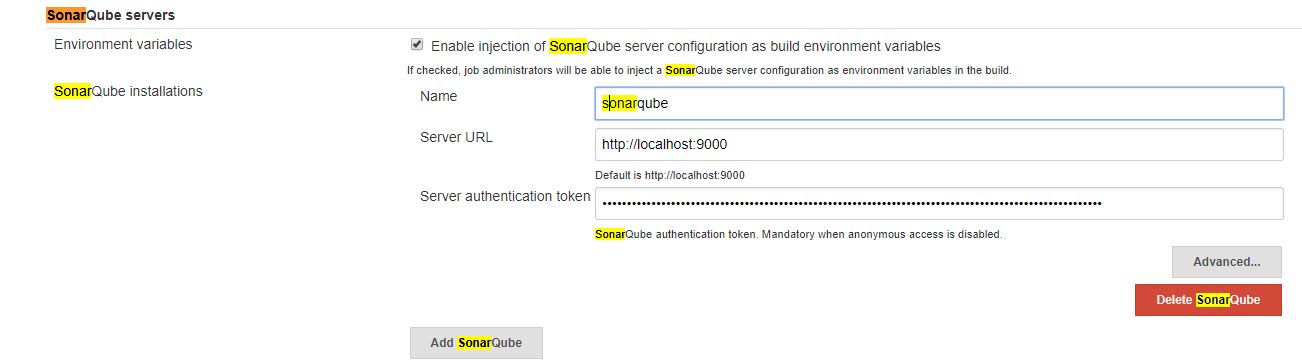 SonarQube servers
Environment variables
Enable injection of SonarQube server configuration as build environment variables
If checked, job administrators will be able to inject a SonarQube server configuration as environment variables in the build.
SonarQube installations
Name
sonarqube
Server URL
http://localhost:9000
Default is http://localhost:9000
Server authentication token
SonarQube authentication token. Mandatory when anonymous access is disabled.
Advanced...
Delete SonarQube
Add SonarQube